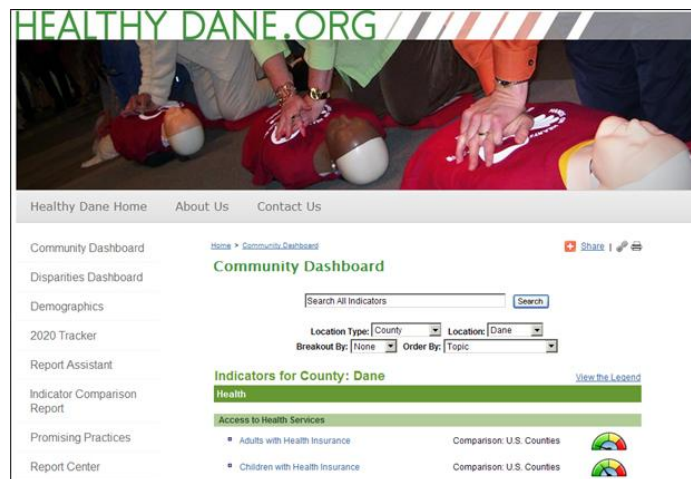 HEALTHY DANE.ORG
Healthy Dane Home About Us Contact Us
Community Dashboard
Disparities Dashboard
Demographics
2020 Tracker
Report Assistant
Indicator Comparison
Report
Promising Practices
Report Center
Home > Community Dashboard
Share |
Community Dashboard
Search All Indicators Search
Location Type: County Location: Dane
Breakout By: None Order By: Topic
Indicators for County: Dane View the Legend
Health
Access to Health Services
Adults with Health Insurance Comparison: U.S. Counties
Children with Health Insurance Comparison: U.S. Counties